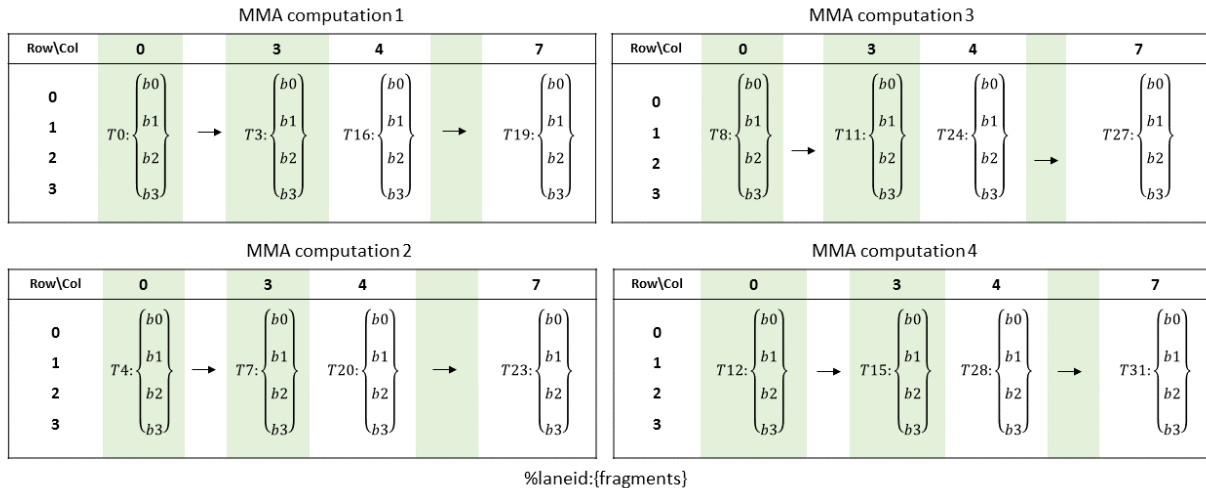 MMA computation 1
Row\Col 0 3 4 7
0
1
2
3
T0: {b0 b1 b2 b3} → T3: {b0 b1 b2 b3} T16: {b0 b1 b2 b3} → T19: {b0 b1 b2 b3}
MMA computation 3
Row\Col 0 3 4 7
0
1
2
3
T8: {b0 b1 b2 b3} → T11: {b0 b1 b2 b3} T24: {b0 b1 b2 b3} → T27: {b0 b1 b2 b3}
MMA computation 2
Row\Col 0 3 4 7
0
1
2
3
T4: {b0 b1 b2 b3} → T7: {b0 b1 b2 b3} T20: {b0 b1 b2 b3} → T23: {b0 b1 b2 b3}
MMA computation 4
Row\Col 0 3 4 7
0
1
2
3
T12: {b0 b1 b2 b3} → T15: {b0 b1 b2 b3} T28: {b0 b1 b2 b3} → T31: {b0 b1 b2 b3}
%laneid:{fragments}